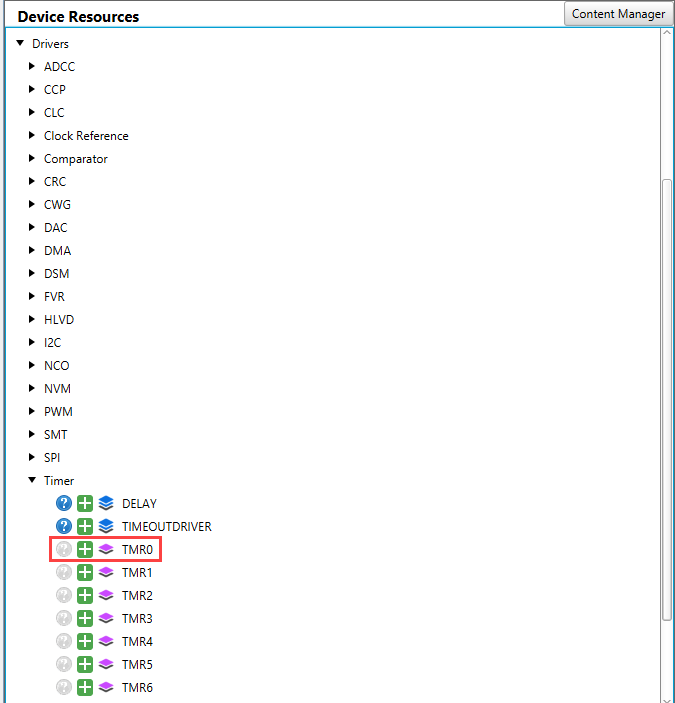 Device Resources
Content Manager
Drivers
ADCC
CCP
CLC
Clock Reference
Comparator
CRC
CWG
DAC
DMA
DSM
FVR
HLVD
I2C
NCO
NVM
PWM
SMT
SPI
Timer
? DELAY
? TIMEOUTDRIVER
? TMR0
? TMR1
? TMR2
? TMR3
? TMR4
? TMR5
? TMR6